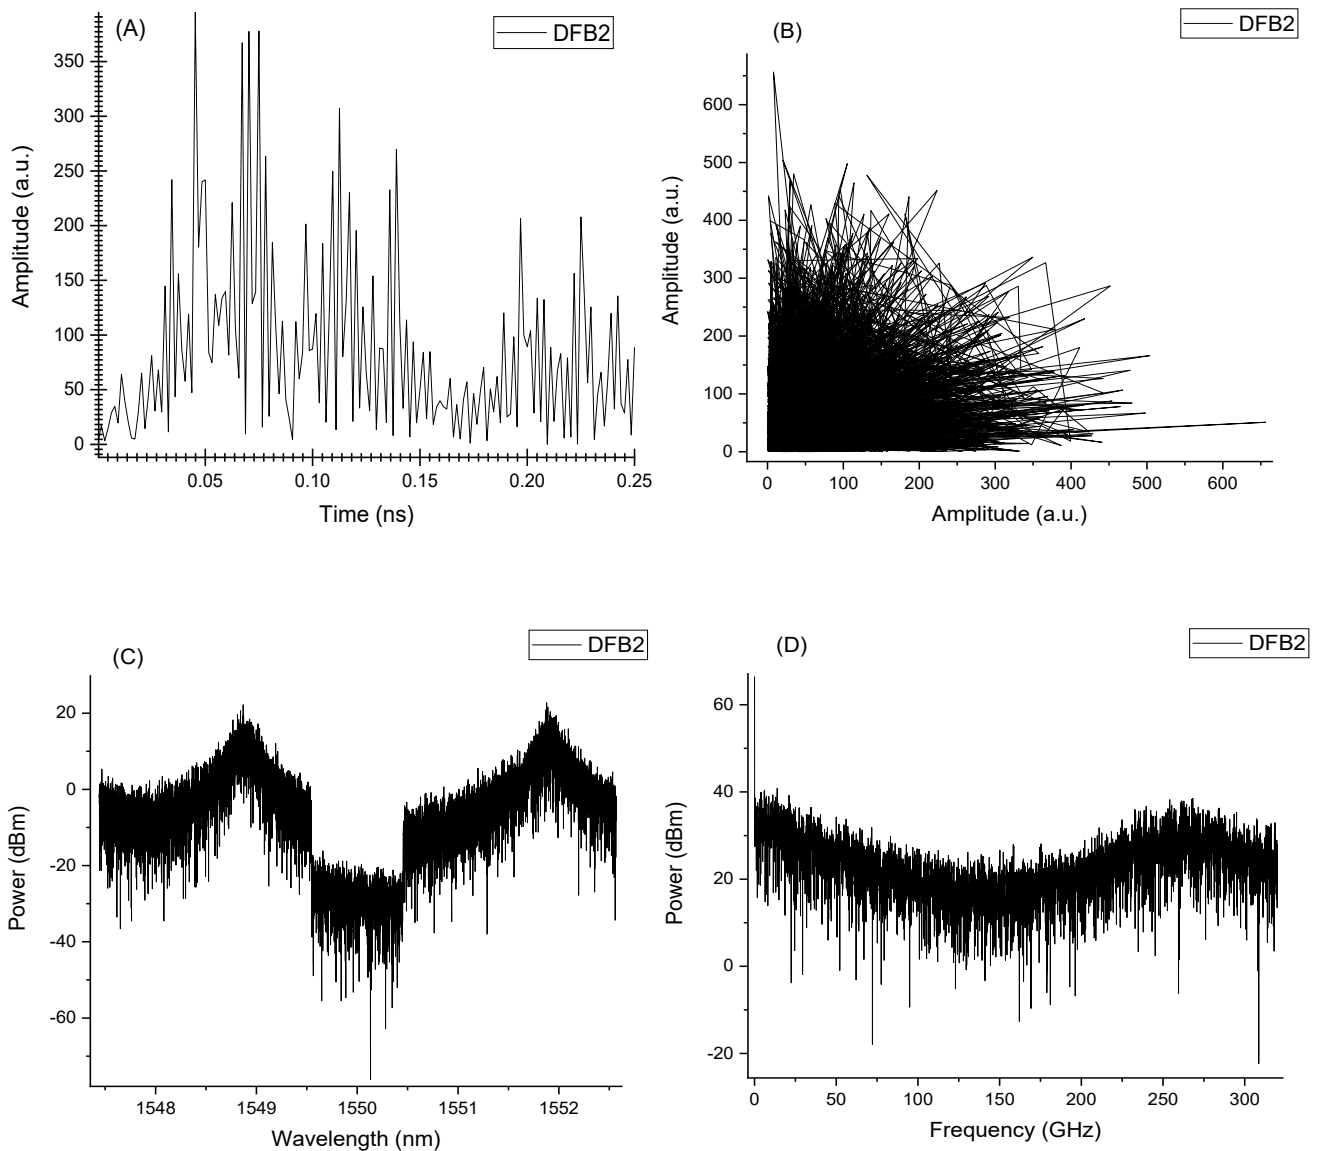 (A)
DFB2
350
300
250
200
150
100
50
0
Amplitude (a.u.)
0.05 0.10 0.15 0.20 0.25
Time (ns)
(B)
DFB2
600
500
400
300
200
100
0
Amplitude (a.u.)
0 100 200 300 400 500 600
Amplitude (a.u.)
(C)
DFB2
20
0
-20
-40
-60
Power (dBm)
1548 1549 1550 1551 1552
Wavelength (nm)
(D)
DFB2
60
40
20
0
-20
Power (dBm)
0 50 100 150 200 250 300
Frequency (GHz)